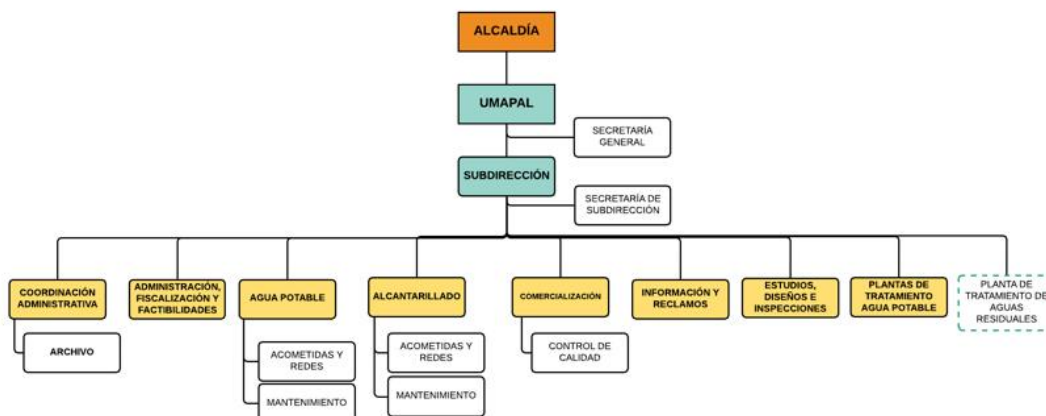 ALCALDÍA
UMAPAL
SECRETARÍA
GENERAL
SUBDIRECCIÓN
SECRETARÍA DE
SUBDIRECCIÓN
COORDINACIÓN
ADMINISTRATIVA
ADMINISTRACIÓN,
FISCALIZACIÓN Y
FACTIBILIDADES
AGUA POTABLE
ALCANTARILLADO
COMERCIALIZACIÓN
INFORMACIÓN Y
RECLAMOS
ESTUDIOS,
DISEÑOS E
INSPECCIONES
PLANTAS DE
TRATAMIENTO
AGUA POTABLE
PLANTA DE
TRATAMIENTO DE
AGUAS
RESIDUALES
ARCHIVO
ACOMETIDAS Y
REDES
MANTENIMIENTO
ACOMETIDAS Y
REDES
MANTENIMIENTO
CONTROL DE
CALIDAD